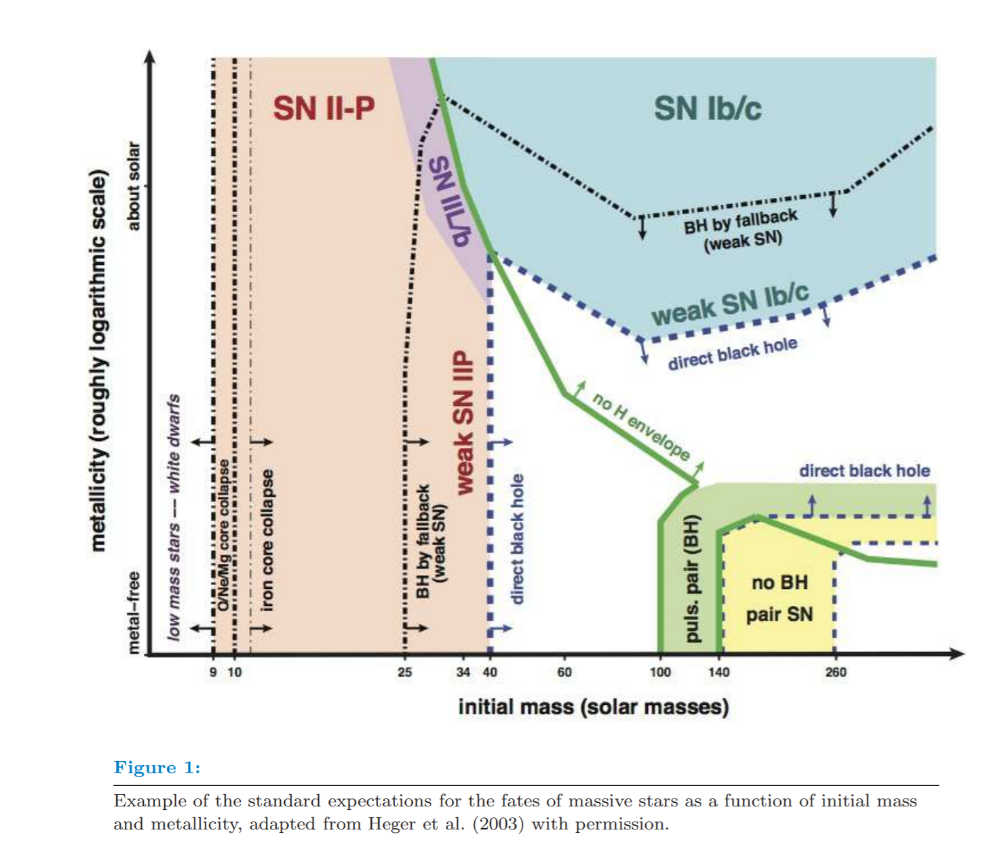 SN II-P
SN Ib/c
SN IIL/b
BH by fallback
(weak SN)
weak SN Ib/c
direct black hole
weak SN IIP
no H envelope
direct black hole
metallicity (roughly logarithmic scale)
about solar
metal–free
low mass stars –– white dwarfs
O/Ne/Mg core collapse
iron core collapse
BH by fallback
(weak SN)
direct black hole
puls. pair (BH)
no BH
pair SN
9 10 25 34 40 60 100 140 260
initial mass (solar masses)
Figure 1:
Example of the standard expectations for the fates of massive stars as a function of initial mass
and metallicity, adapted from Heger et al. (2003) with permission.